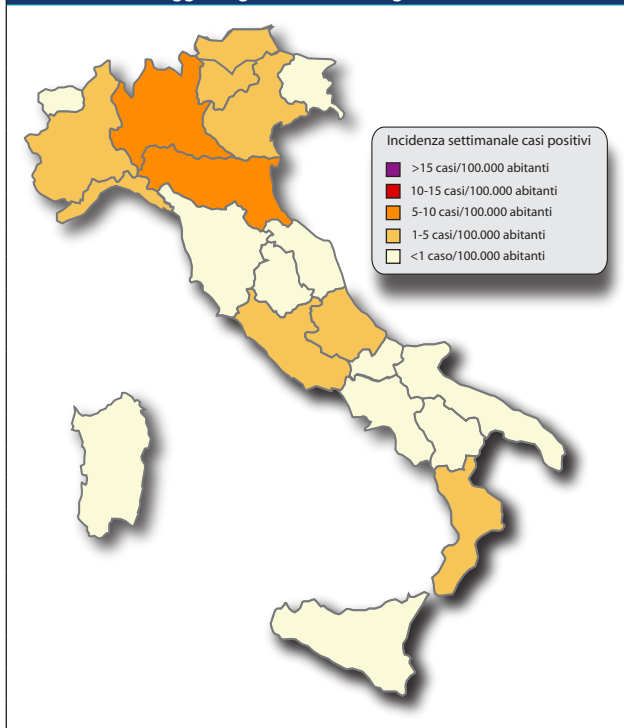 Incidenza settimanale casi positivi
>15 casi/100.000 abitanti
10-15 casi/100.000 abitanti
5-10 casi/100.000 abitanti
1-5 casi/100.000 abitanti
<1 caso/100.000 abitanti